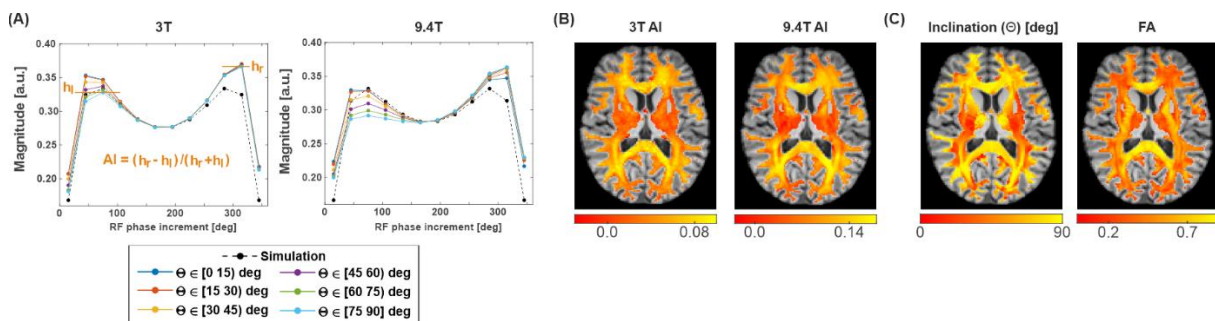 (A)
3T
9.4T
(B)
3T AI
9.4T AI
(C)
Inclination (Θ) [deg]
FA
Magnitude [a.u.]
0.40
0.35
0.30
0.25
0.20
hₗ
hᵣ
AI = (hᵣ - hₗ)/(hᵣ+hₗ)
0 100 200 300
RF phase increment [deg]
Magnitude [a.u.]
0.40
0.35
0.30
0.25
0.20
0 100 200 300
RF phase increment [deg]
0.0 0.08
0.0 0.14
0 90
0.2 0.7
Simulation
Θ ∈ [0 15) deg
Θ ∈ [15 30) deg
Θ ∈ [30 45) deg
Θ ∈ [45 60) deg
Θ ∈ [60 75) deg
Θ ∈ [75 90] deg